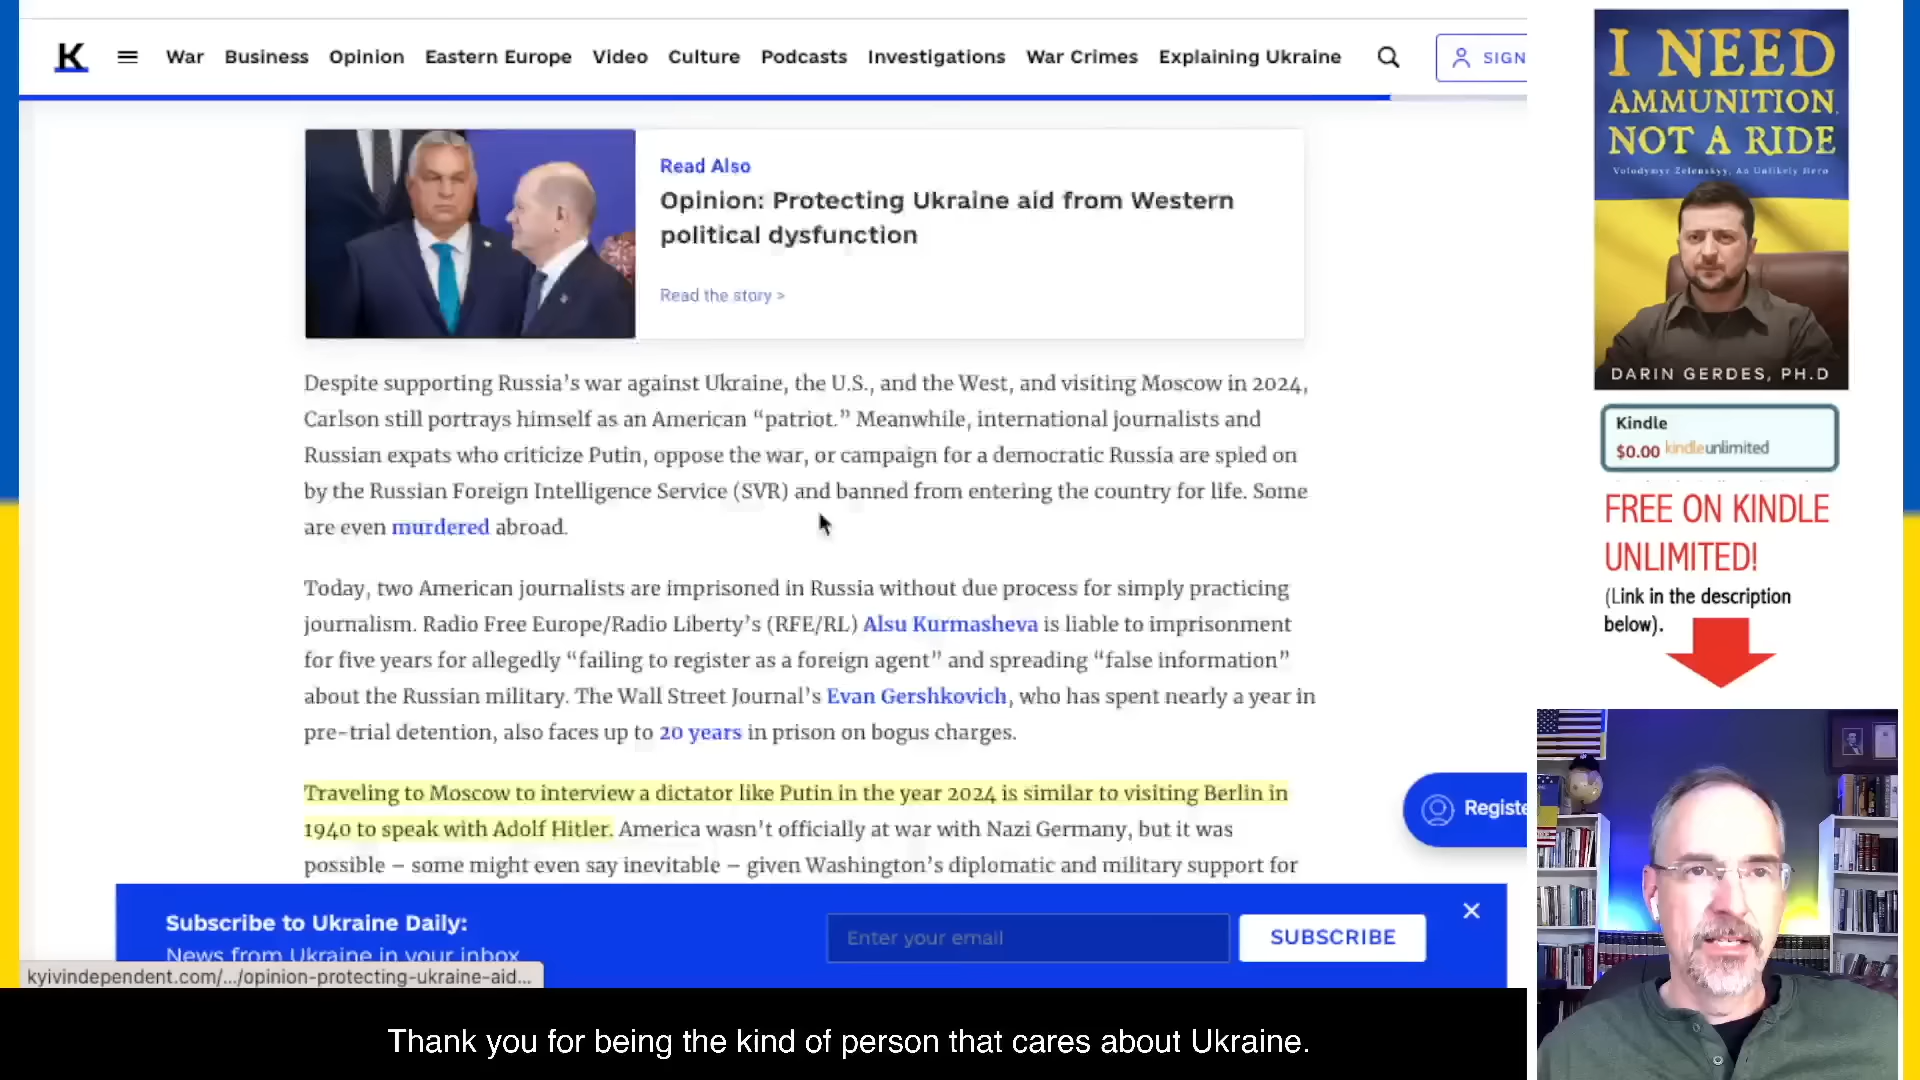 K War Business Opinion Eastern Europe Video Culture Podcasts Investigations War Crimes Explaining Ukraine SIGN
Read Also
Opinion: Protecting Ukraine aid from Western
political dysfunction
Read the story >
Despite supporting Russia’s war against Ukraine, the U.S., and the West, and visiting Moscow in 2024,
Carlson still portrays himself as an American “patriot.” Meanwhile, international journalists and
Russian expats who criticize Putin, oppose the war, or campaign for a democratic Russia are spied on
by the Russian Foreign Intelligence Service (SVR) and banned from entering the country for life. Some
are even murdered abroad.
Today, two American journalists are imprisoned in Russia without due process for simply practicing
journalism. Radio Free Europe/Radio Liberty’s (RFE/RL) Alsu Kurmasheva is liable to imprisonment
for five years for allegedly “failing to register as a foreign agent” and spreading “false information”
about the Russian military. The Wall Street Journal’s Evan Gershkovich, who has spent nearly a year in
pre-trial detention, also faces up to 20 years in prison on bogus charges.
Traveling to Moscow to interview a dictator like Putin in the year 2024 is similar to visiting Berlin in
1940 to speak with Adolf Hitler. America wasn’t officially at war with Nazi Germany, but it was
possible – some might even say inevitable – given Washington’s diplomatic and military support for
Registe
Subscribe to Ukraine Daily:
News from Ukraine in your inbox
Enter your email
SUBSCRIBE
kyivindependent.com/.../opinion-protecting-ukraine-aid...
Thank you for being the kind of person that cares about Ukraine.
I NEED
AMMUNITION,
NOT A RIDE
Volodymyr Zelenskyy, An Unlikely Hero
DARIN GERDES, PH.D
Kindle
$0.00 kindleunlimited
FREE ON KINDLE
UNLIMITED!
(Link in the description
below).